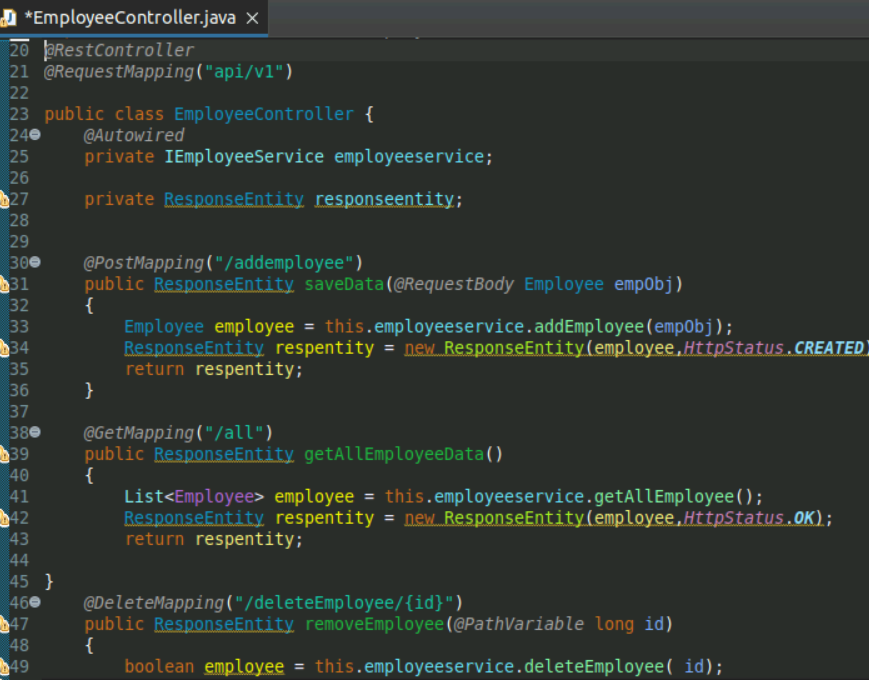 *EmployeeController.java
20 @RestController
21 @RequestMapping("api/v1")
22
23 public class EmployeeController {
24 @Autowired
25 private IEmployeeService employeeservice;
26
27 private ResponseEntity responseentity;
28
29
30 @PostMapping("/addemployee")
31 public ResponseEntity saveData(@RequestBody Employee empObj)
32 {
33 Employee employee = this.employeeservice.addEmployee(empObj);
34 ResponseEntity respentity = new ResponseEntity(employee,HttpStatus.CREATED)
35 return respentity;
36 }
37
38 @GetMapping("/all")
39 public ResponseEntity getAllEmployeeData()
40 {
41 List<Employee> employee = this.employeeservice.getAllEmployee();
42 ResponseEntity respentity = new ResponseEntity(employee,HttpStatus.OK);
43 return respentity;
44
45 }
46 @DeleteMapping("/deleteEmployee/{id}")
47 public ResponseEntity removeEmployee(@PathVariable long id)
48 {
49 boolean employee = this.employeeservice.deleteEmployee( id);